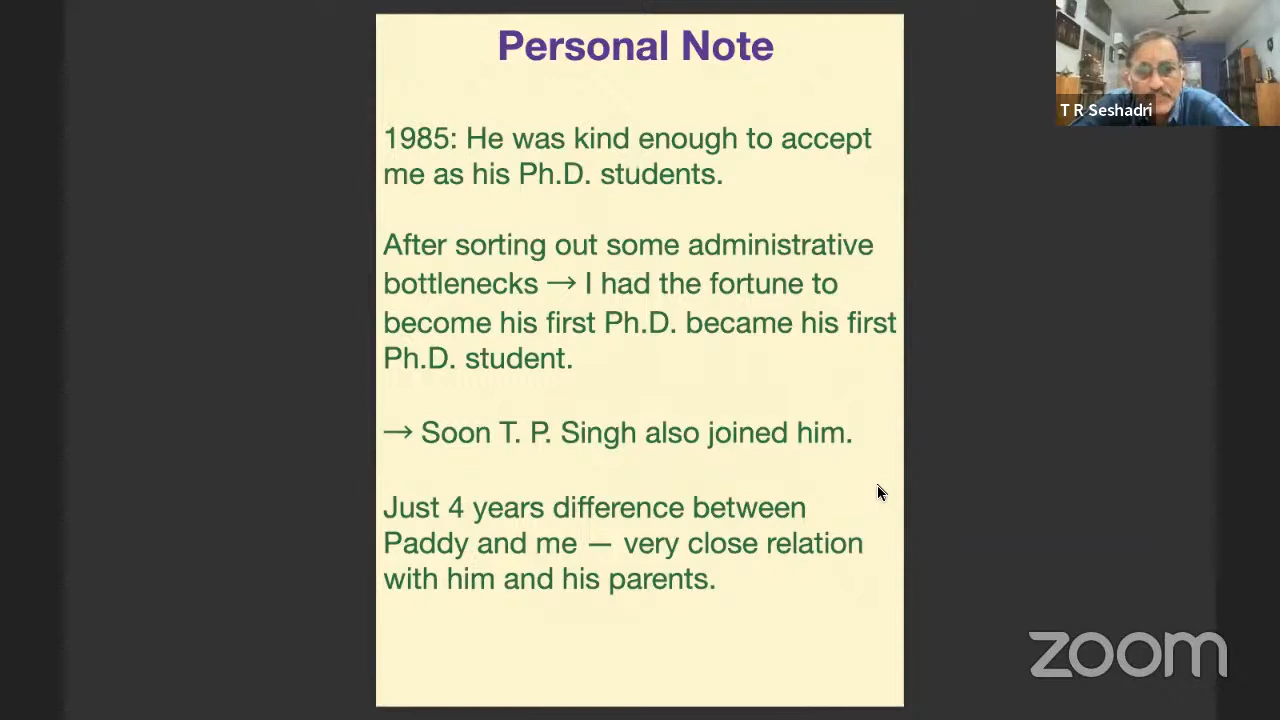 Personal Note
1985: He was kind enough to accept
me as his Ph.D. students.
After sorting out some administrative
bottlenecks → I had the fortune to
become his first Ph.D. became his first
Ph.D. student.
→ Soon T. P. Singh also joined him.
Just 4 years difference between
Paddy and me — very close relation
with him and his parents.
T R Seshadri
zoom